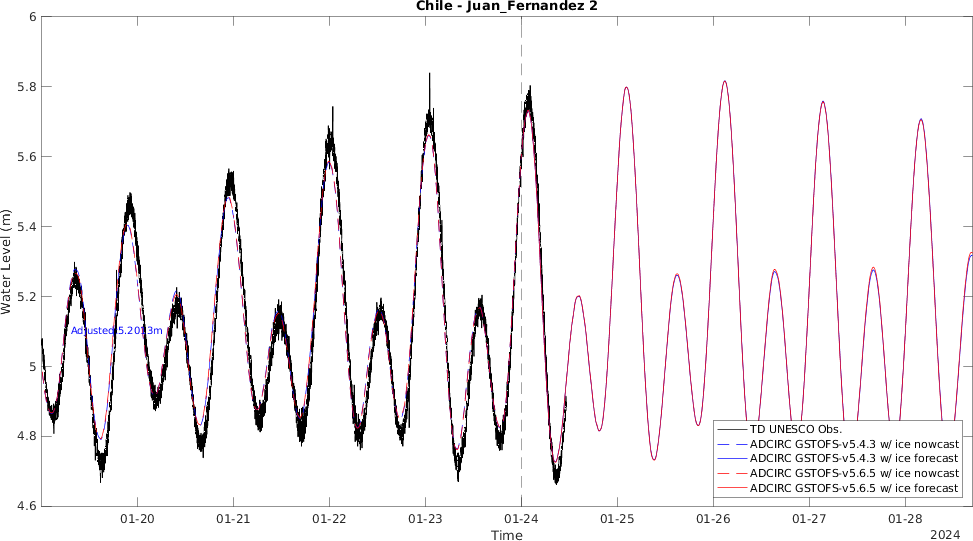 Chile - Juan_Fernandez 2
6
5.8
5.6
5.4
5.2
5
4.8
4.6
Water Level (m)
01-20
01-21
01-22
01-23
01-24
01-25
01-26
01-27
01-28
Time
2024
TD UNESCO Obs.
ADCIRC GSTOFS-v5.4.3 w/ ice nowcast
ADCIRC GSTOFS-v5.4.3 w/ ice forecast
ADCIRC GSTOFS-v5.6.5 w/ ice nowcast
ADCIRC GSTOFS-v5.6.5 w/ ice forecast